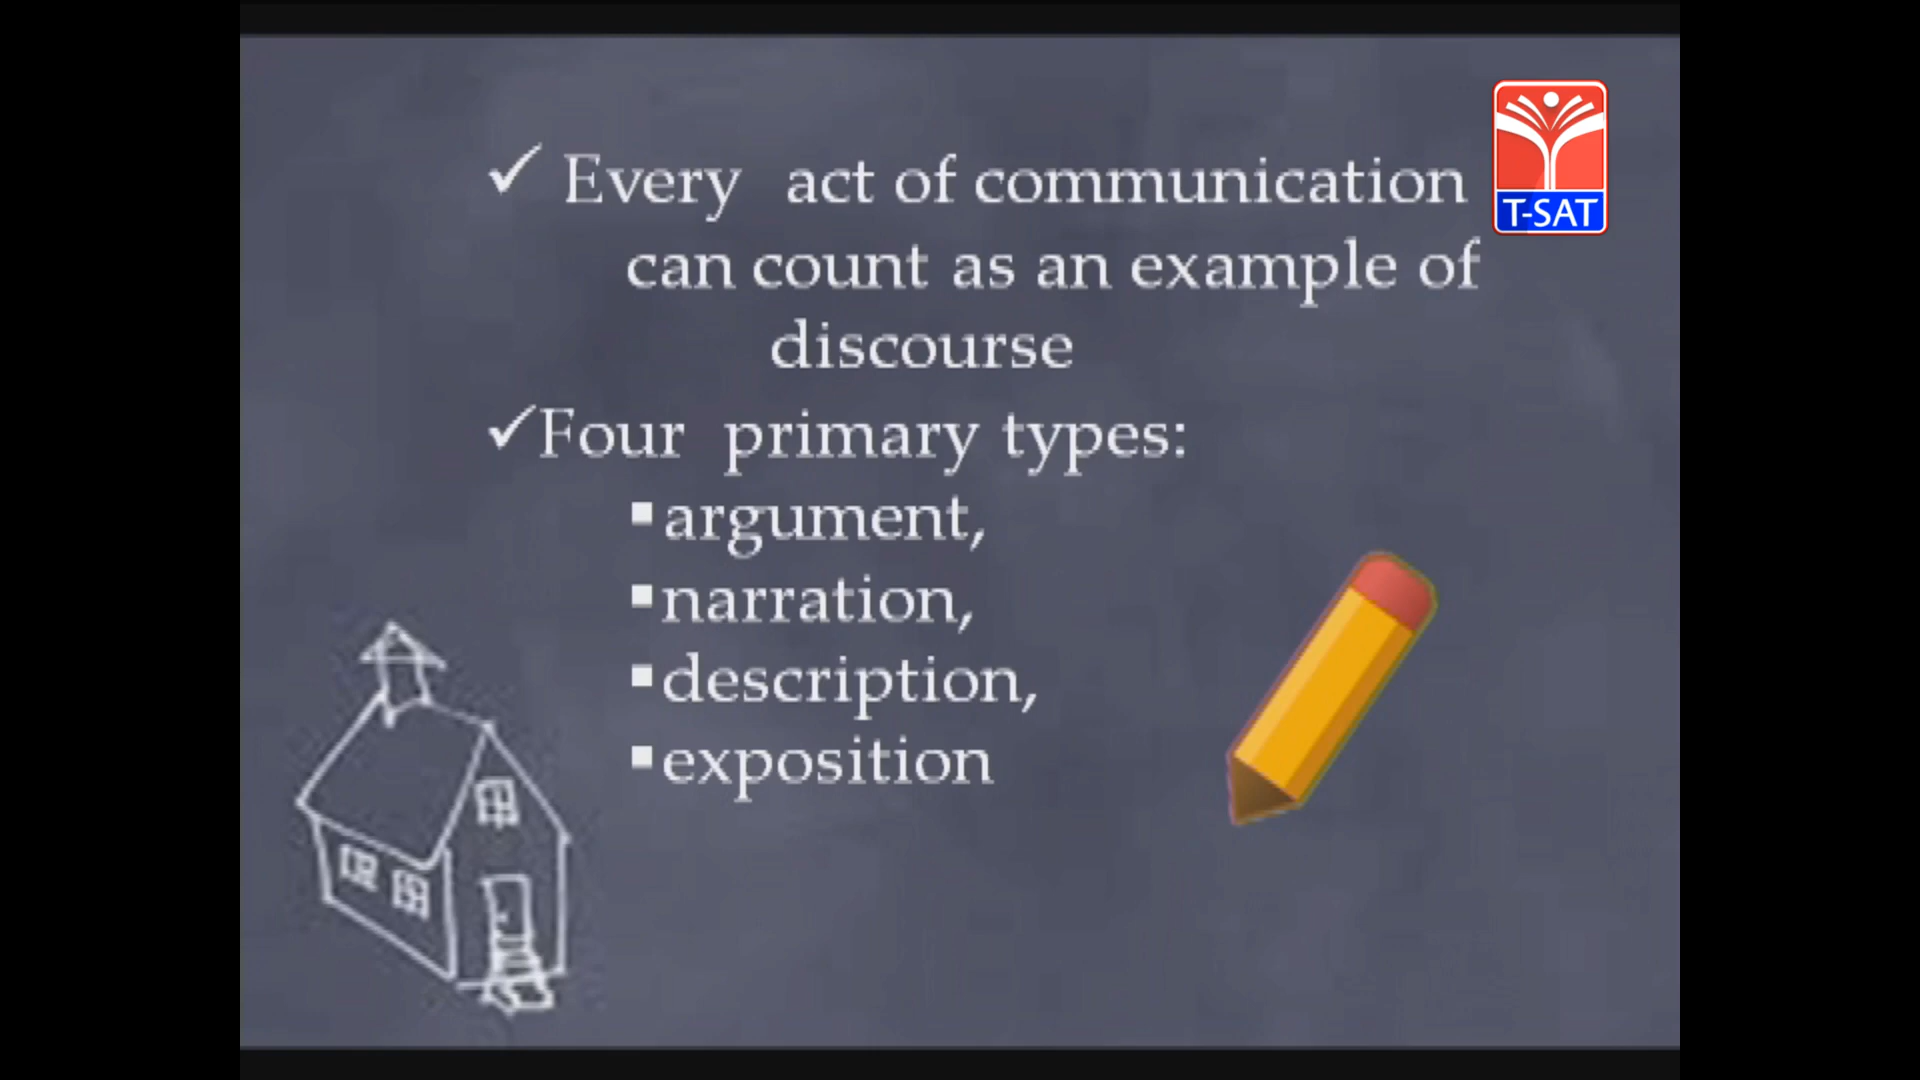 ✓ Every act of communication
can count as an example of
discourse
✓Four primary types:
▪argument,
▪narration,
▪description,
▪exposition
T-SAT